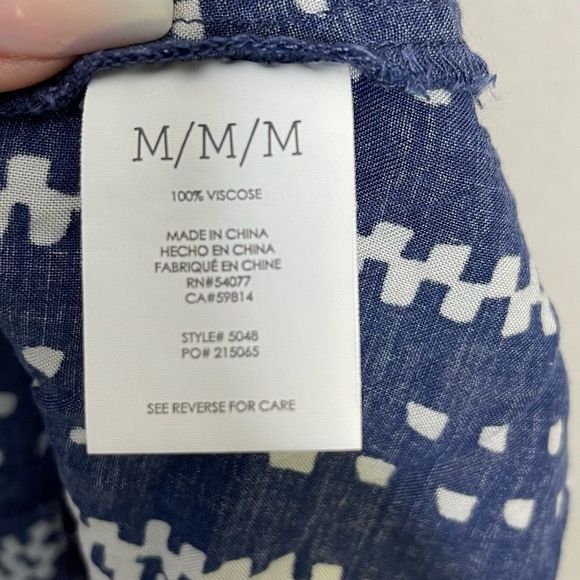 M/M/M
100% VISCOSE
MADE IN CHINA
HECHO EN CHINA
FABRIQUÉ EN CHINE
RN#54077
CA#59814
STYLE# 5048
PO# 215065
SEE REVERSE FOR CARE